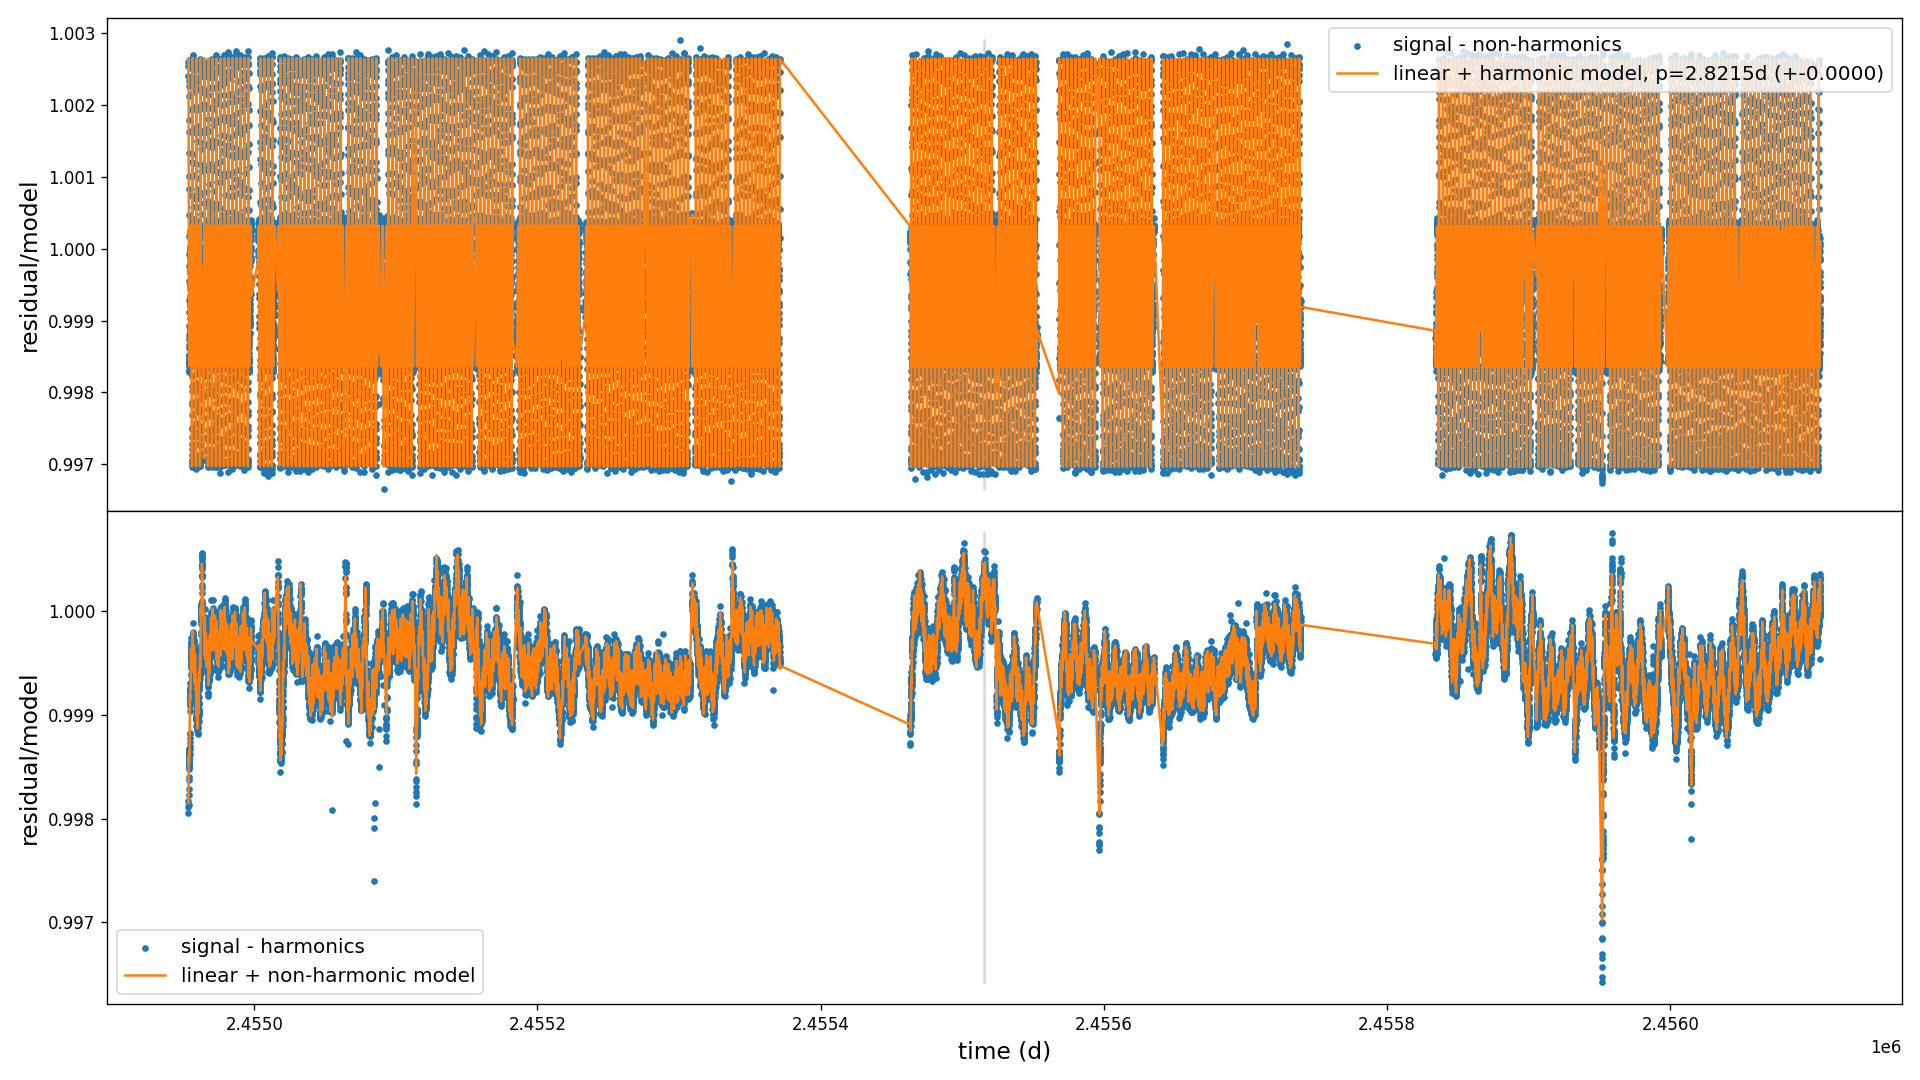 1.003
1.002
1.001
1.000
0.999
0.998
0.997
residual/model
signal - non-harmonics
linear + harmonic model, p=2.8215d (+-0.0000)
1.000
0.999
0.998
0.997
residual/model
signal - harmonics
linear + non-harmonic model
2.4550
2.4552
2.4554
2.4556
2.4558
2.4560
1e6
time (d)